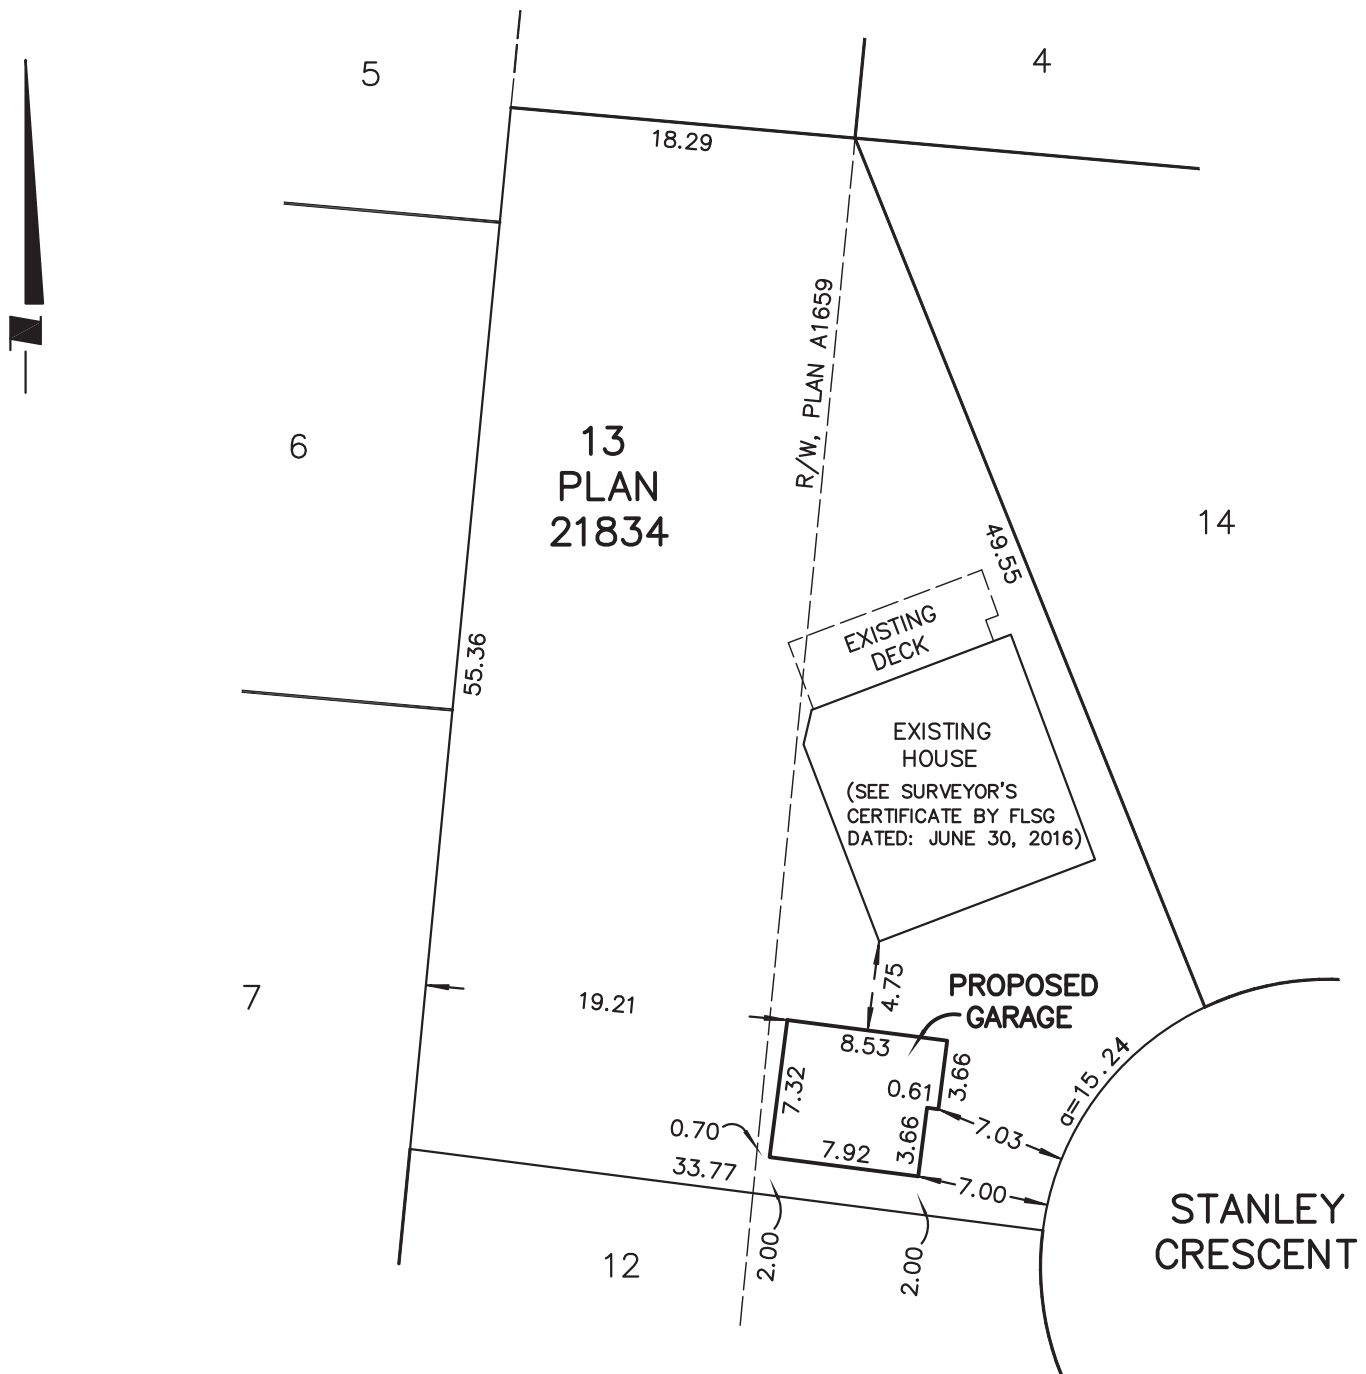 5
4
18.29
R/W, PLAN A1659
6
13
PLAN
21834
14
49.55
EXISTING
DECK
55.36
EXISTING
HOUSE
(SEE SURVEYOR'S
CERTIFICATE BY FLSG
DATED: JUNE 30, 2016)
N
7
19.21
4.75
PROPOSED
GARAGE
8.53
7.32
0.61
3.66
a=15.24
0.70
7.92
3.66
7.03
33.77
7.00
2.00
2.00
12
STANLEY
CRESCENT